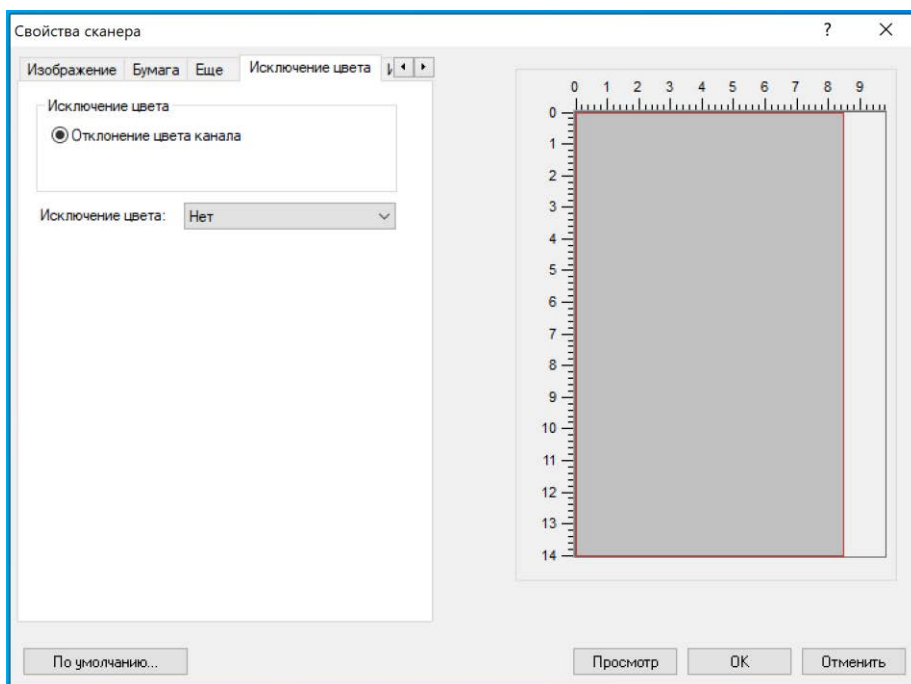 Свойства сканера ? ×
Изображение Бумага Еще Исключение цвета
Исключение цвета
Отклонение цвета канала
Исключение цвета: Нет
0 1 2 3 4 5 6 7 8 9
0
1
2
3
4
5
6
7
8
9
10
11
12
13
14
По умолчанию... Просмотр OK Отменить